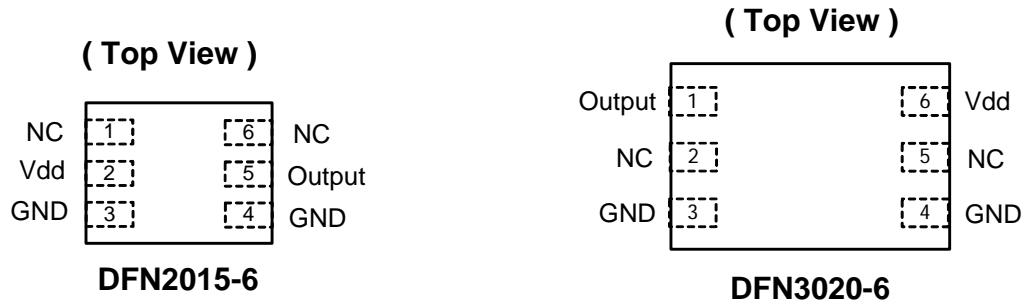 ( Top View )
NC 1 6 NC
Vdd 2 5 Output
GND 3 4 GND
DFN2015-6
( Top View )
Output 1 6 Vdd
NC 2 5 NC
GND 3 4 GND
DFN3020-6